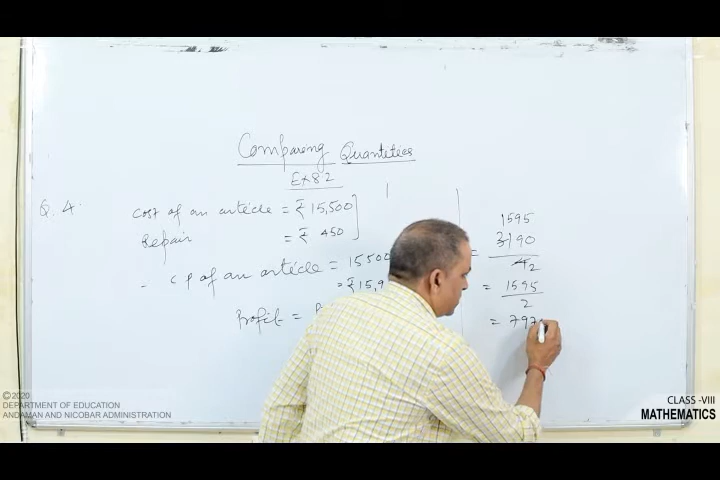 Comparing Quantities
Ex 8.2
Q. 4.
Cost of an article = ₹ 15,500
Repair = ₹ 450
CP of an article = 15500
= ₹15,9
Profit =
1595
3190
2
= 1595
2
= 797
©2020
DEPARTMENT OF EDUCATION
ANDAMAN AND NICOBAR ADMINISTRATION
CLASS -VIII
MATHEMATICS